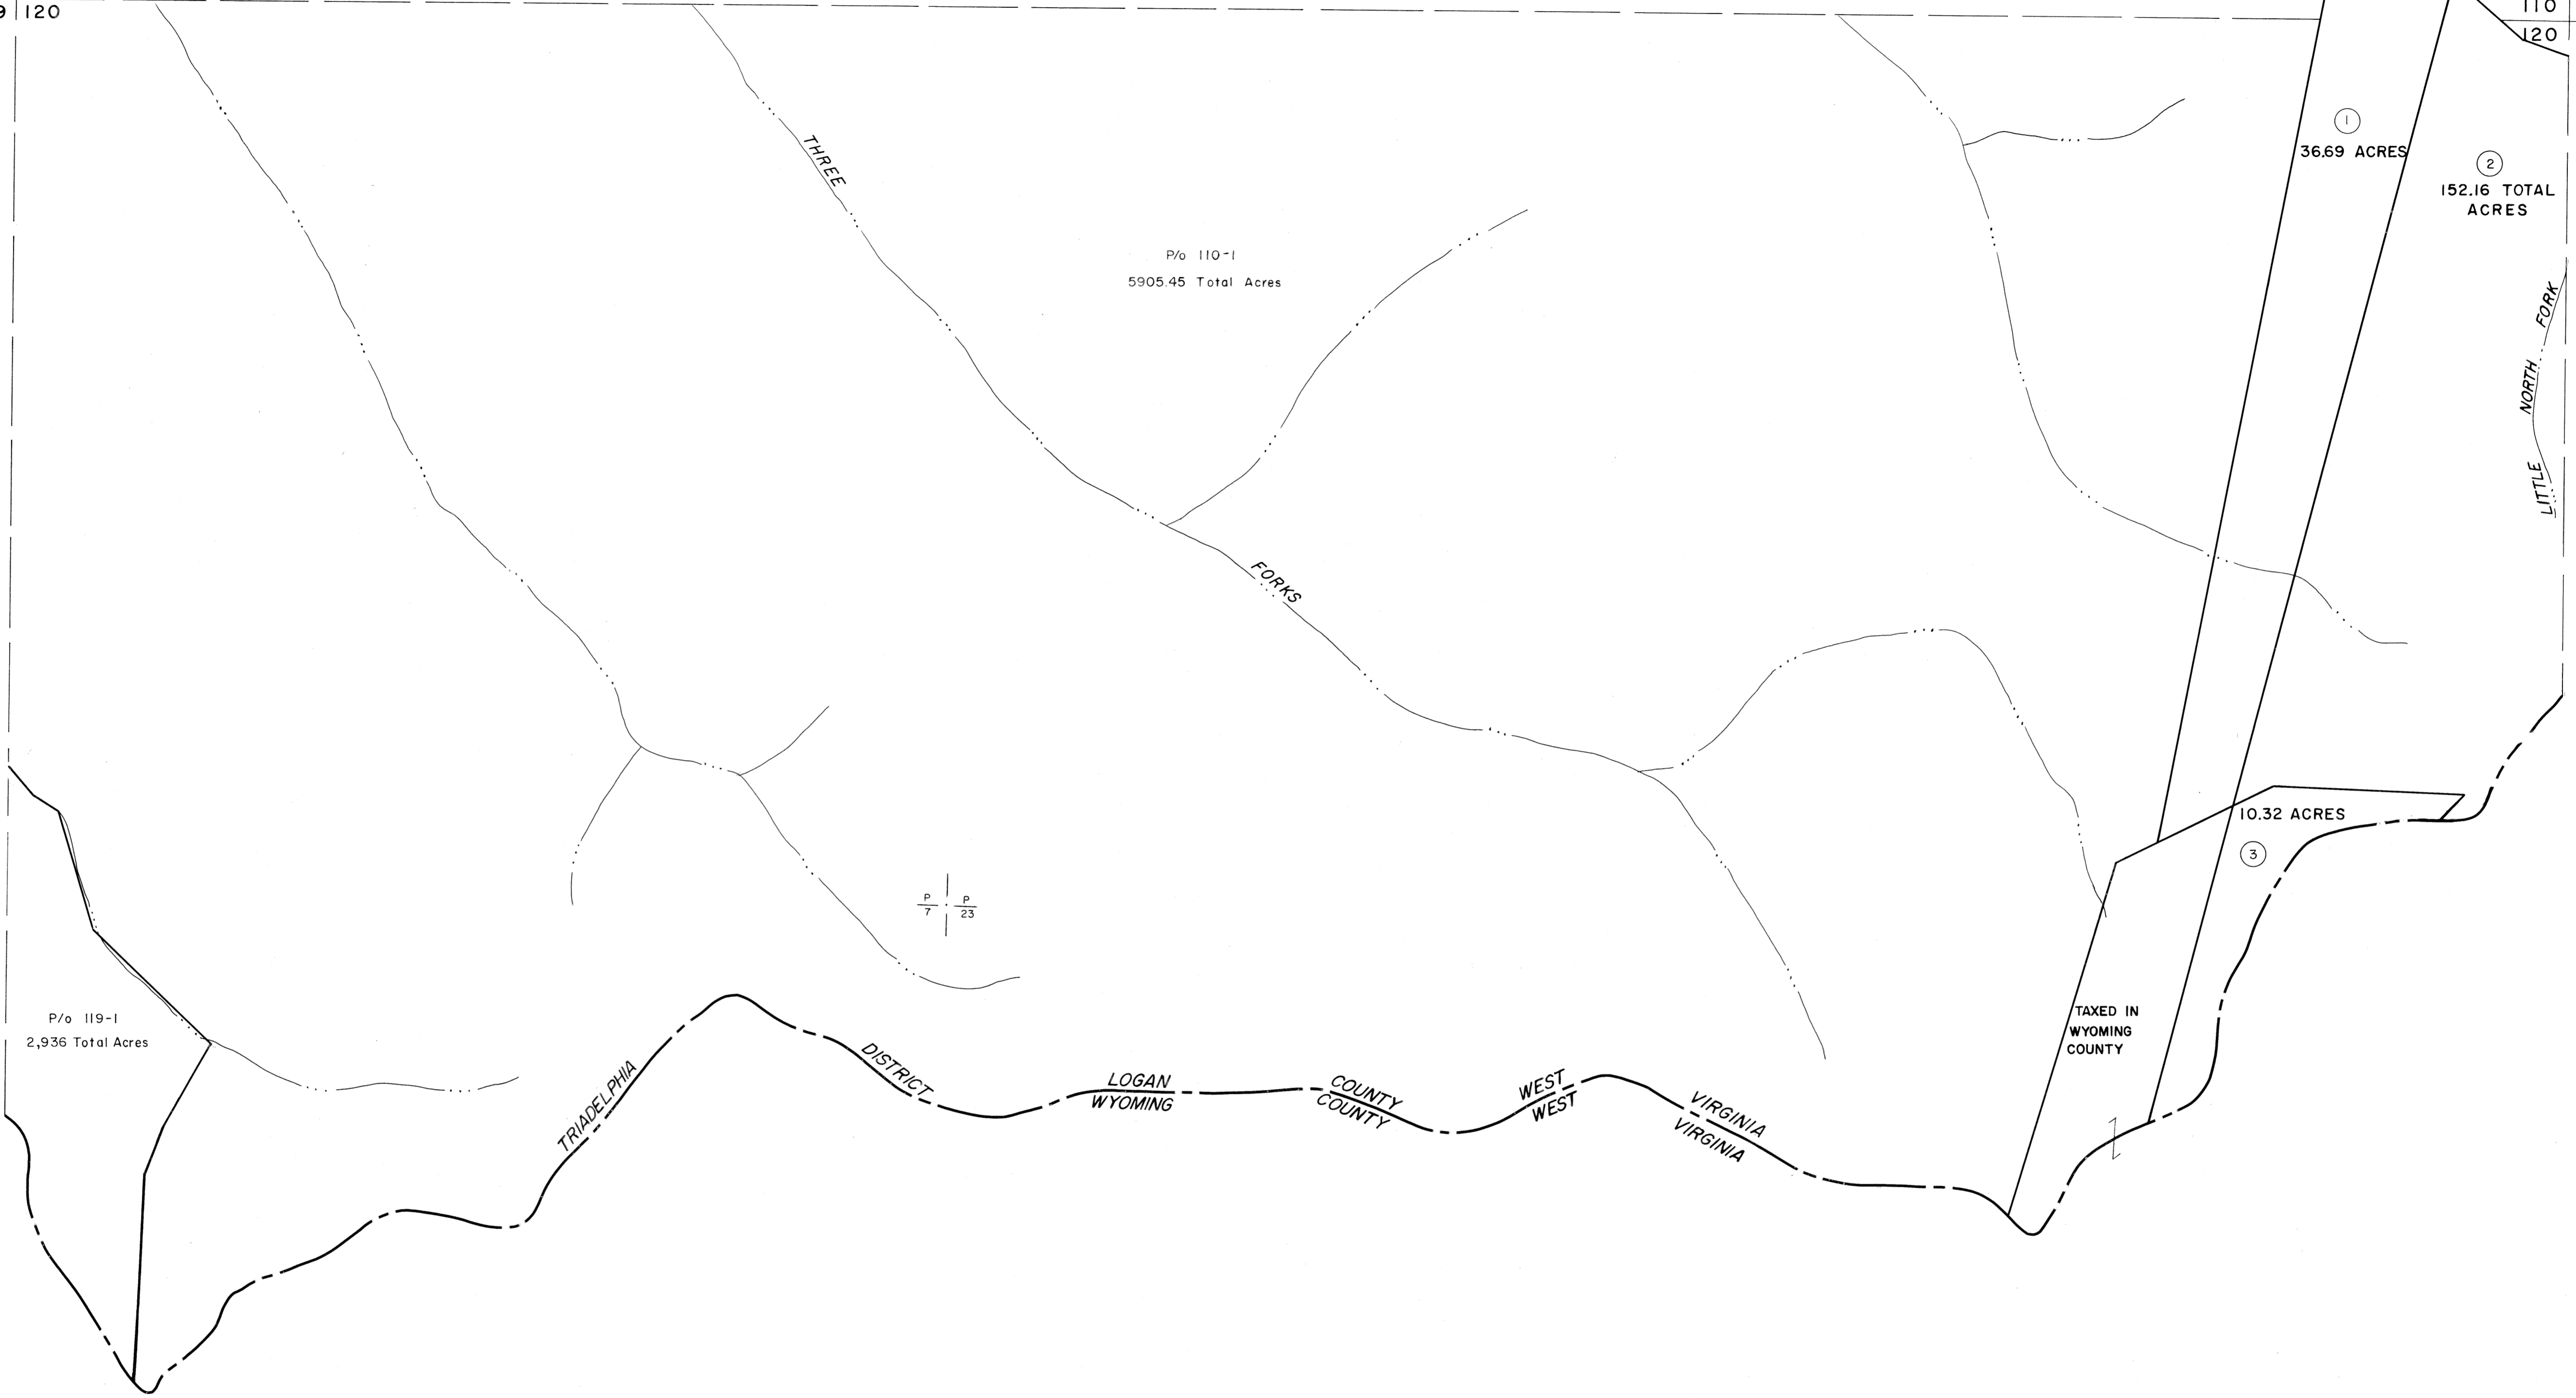 9 120
110
120
1
36.69 ACRES
2
152.16 TOTAL
ACRES
THREE
P/o 110-1
5905.45 Total Acres
LITTLE NORTH FORK
FORKS
10.32 ACRES
3
P 7 P 23
P/o 119-1
2,936 Total Acres
TAXED IN
WYOMING
COUNTY
TRIADELPHIA DISTRICT LOGAN COUNTY WEST VIRGINIA
WYOMING COUNTY WEST VIRGINIA